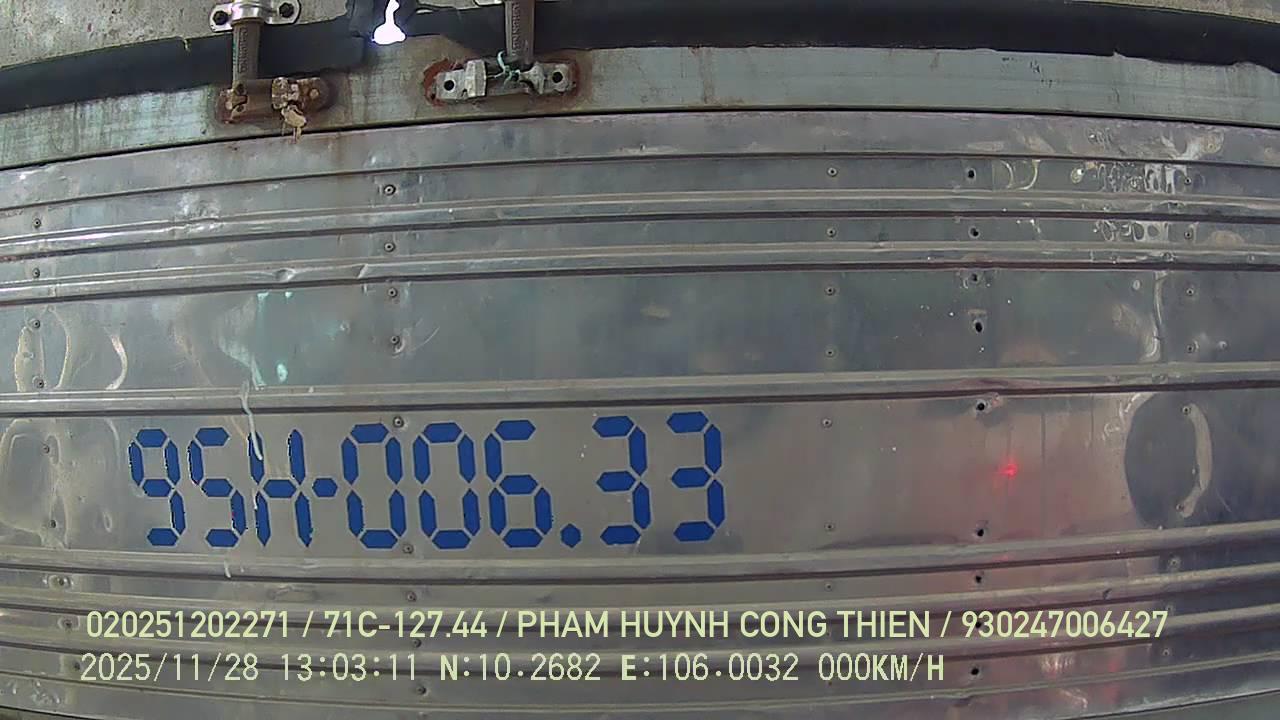 95H-006.33
020251202271 / 71C-127.44 / PHAM HUYNH CONG THIEN / 930247006427
2025/11/28 13:03:11 N:10.2682 E:106.0032 000KM/H